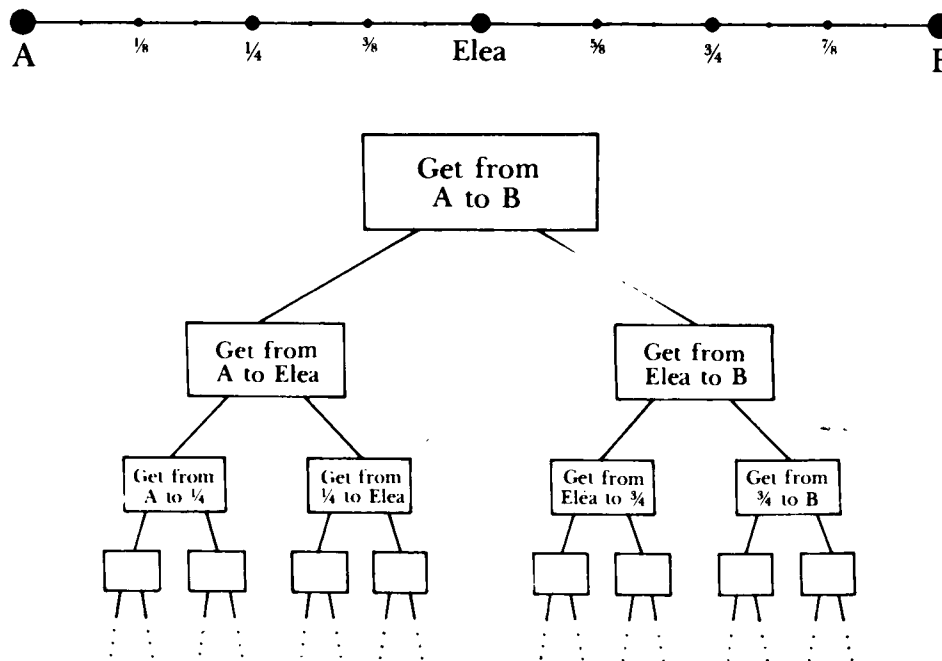 A ⅛ ¼ ⅜ Elea ⅝ ¾ ⅞
Get from
A to B
Get from
A to Elea
Get from
Elea to B
Get from
A to ¼
Get from
¼ to Elea
Get from
Elea to ¾
Get from
¾ to B